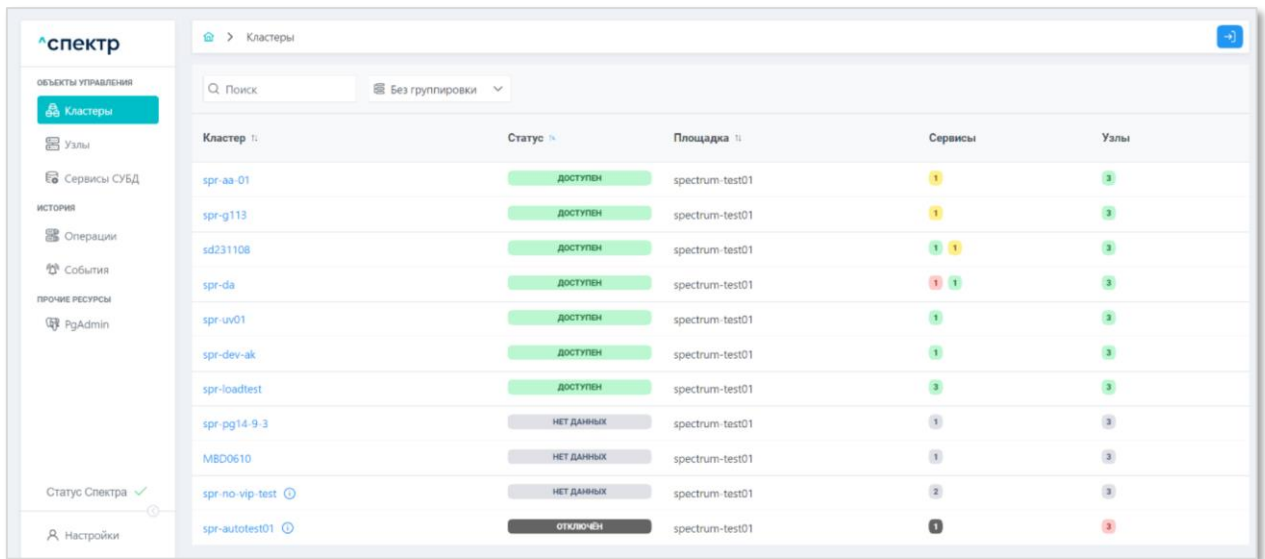 ^спектр
ОБЪЕКТЫ УПРАВЛЕНИЯ
Кластеры
Узлы
Сервисы СУБД
ИСТОРИЯ
Операции
События
ПРОЧИЕ РЕСУРСЫ
PgAdmin
Статус Спектра
Настройки
> Кластеры
Поиск
Без группировки
Кластер Статус Площадка Сервисы Узлы
spr-aa-01 ДОСТУПЕН spectrum-test01 1 3
spr-g113 ДОСТУПЕН spectrum-test01 1 3
sd231108 ДОСТУПЕН spectrum-test01 1 1 3
spr-da ДОСТУПЕН spectrum-test01 1 1 3
spr-uv01 ДОСТУПЕН spectrum-test01 1 3
spr-dev-ak ДОСТУПЕН spectrum-test01 1 3
spr-loadtest ДОСТУПЕН spectrum-test01 3 3
spr-pg14-9-3 НЕТ ДАННЫХ spectrum-test01 1 3
MBD0610 НЕТ ДАННЫХ spectrum-test01 1 3
spr-no-vip-test НЕТ ДАННЫХ spectrum-test01 2 3
spr-autotest01 ОТКЛЮЧЁН spectrum-test01 1 3